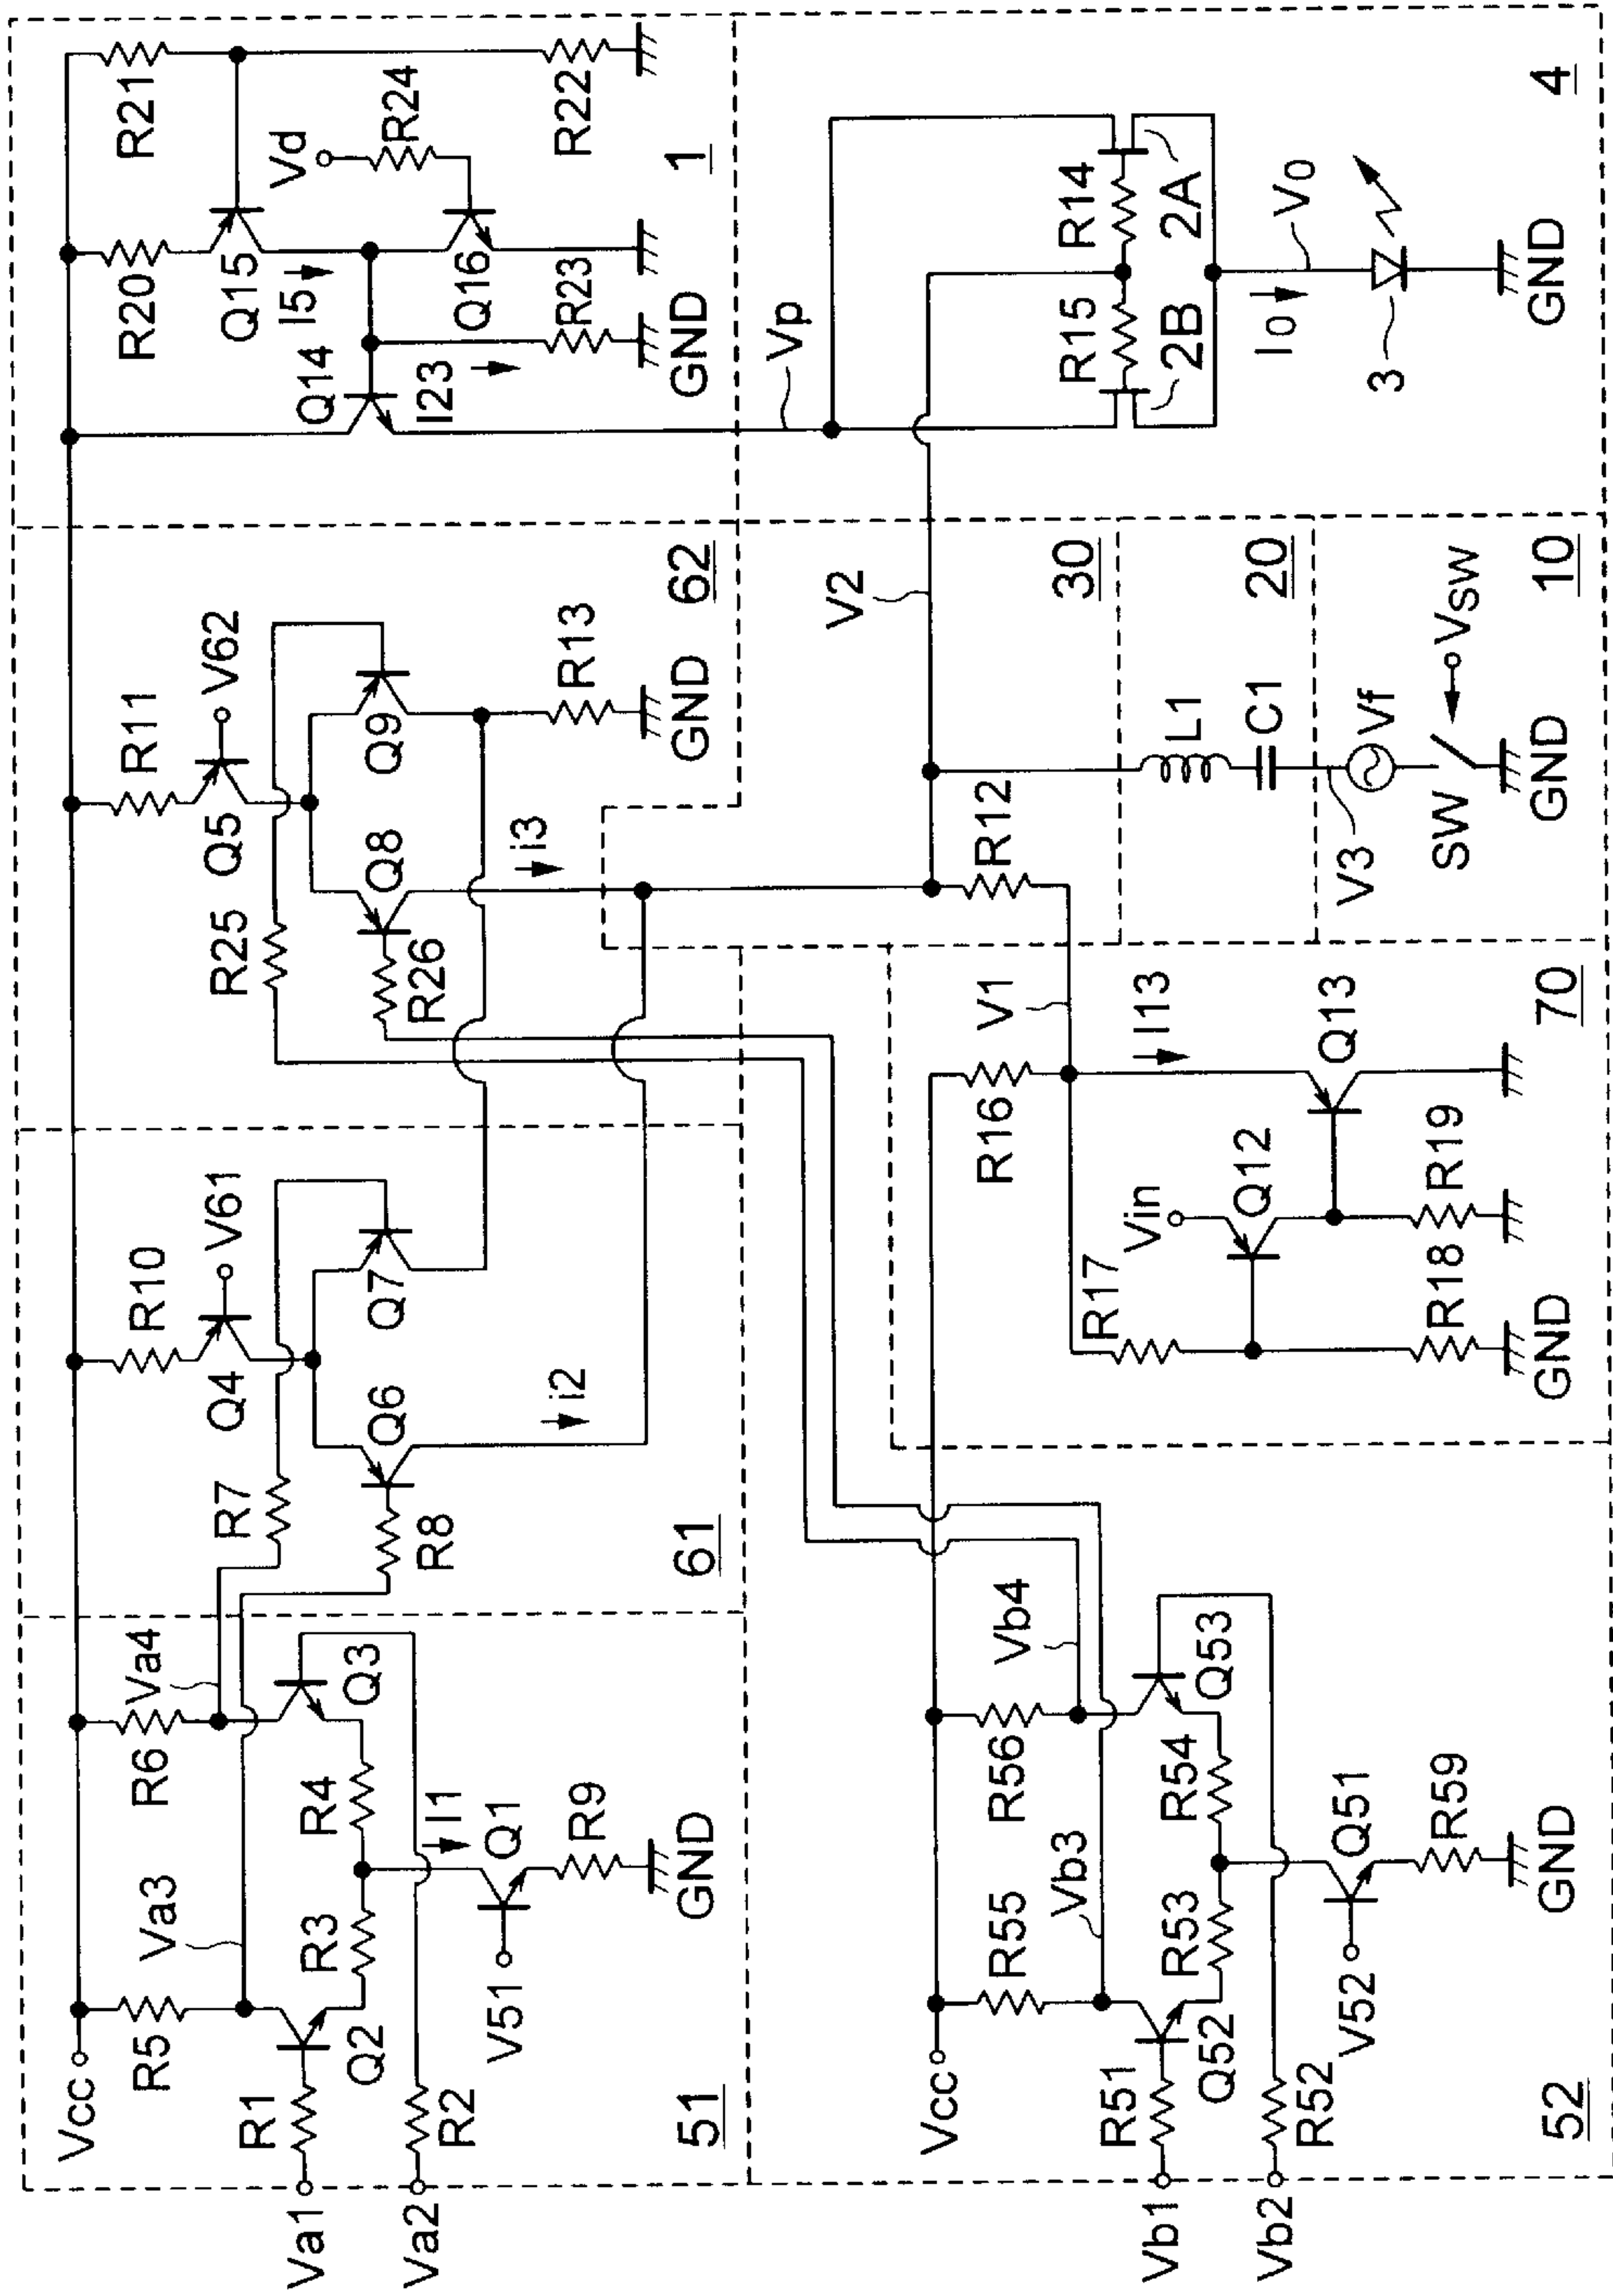 Vcc
R5
Va3
R6
Va4
R1
Q2
R3
R4
Q3
I1
Va1
Va2
R2
V51
Q1
R9
GND
51
R7
R8
R10
Q4
V61
Q6
Q7
i2
61
R11
Q5
V62
R25
R26
Q8
Q9
i3
R13
GND
62
R20
R21
Q15
I5
Vd
R24
Q14
Q16
I23
R23
R22
GND
1
Vcc
R55
Vb3
R56
Vb4
R51
Q52
R53
R54
Q53
Vb1
Vb2
R52
V52
Q51
R59
GND
52
R16
V1
I13
R17
Vin
Q12
Q13
R18
R19
GND
70
R12
V2
30
L1
C1
20
V3
Vf
SW
VSW
GND
10
Vp
R15
R14
2B
2A
I0
V0
3
GND
4